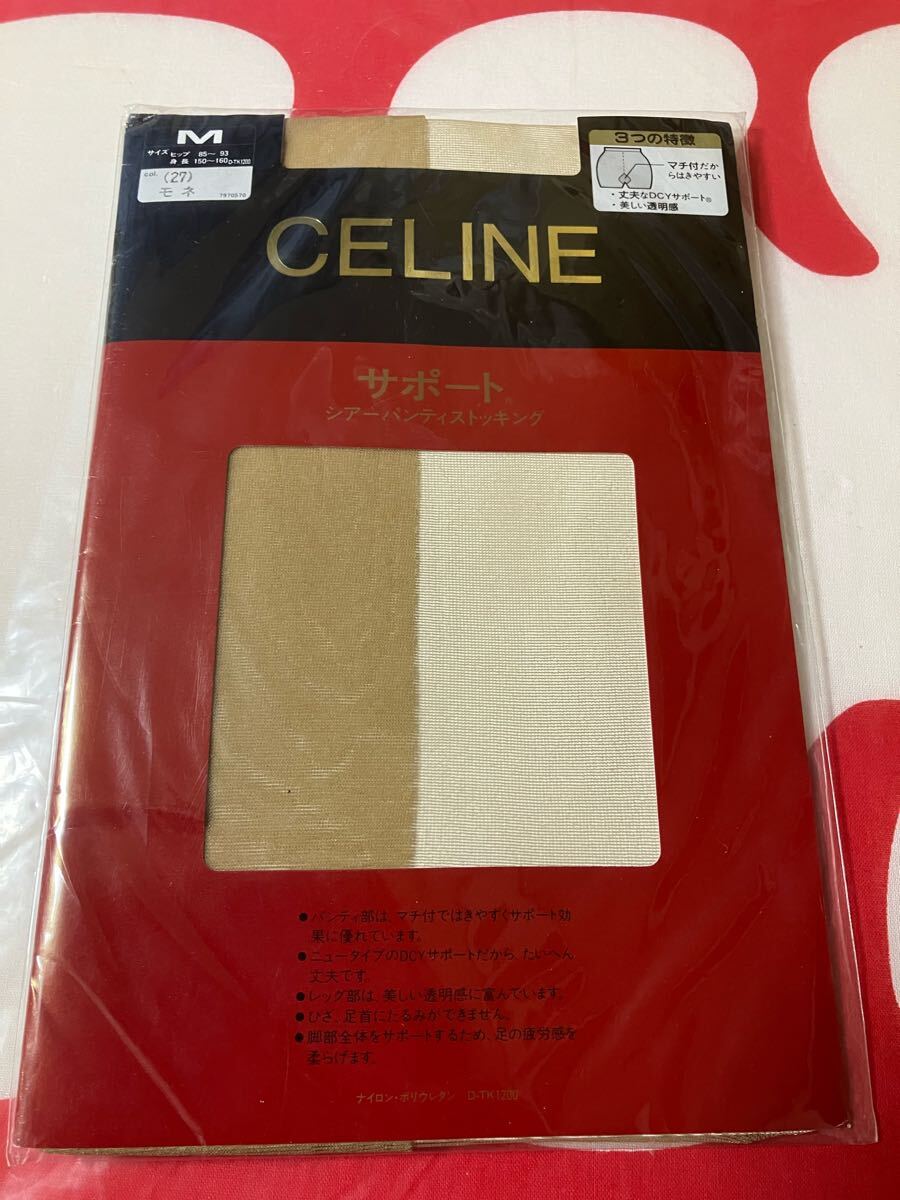 M
サイズ ヒップ 85～93
身長 150～160 D-TK1200
col. (27)
モネ
7970570
3つの特徴
マチ付だか
らはきやすい
・丈夫なDCYサポート®
・美しい透明感
CELINE
サポート
シアーパンティストッキング
●パンティ部は、マチ付ではきやすくサポート効
果に優れています。
●ニュータイプのDCYサポートだから、たいへん
丈夫です。
●レッグ部は、美しい透明感に富んでいます。
●ひざ、足首にたるみができません。
●脚部全体をサポートするため、足の疲労感を
柔らげます。
ナイロン・ポリウレタン D-TK1200